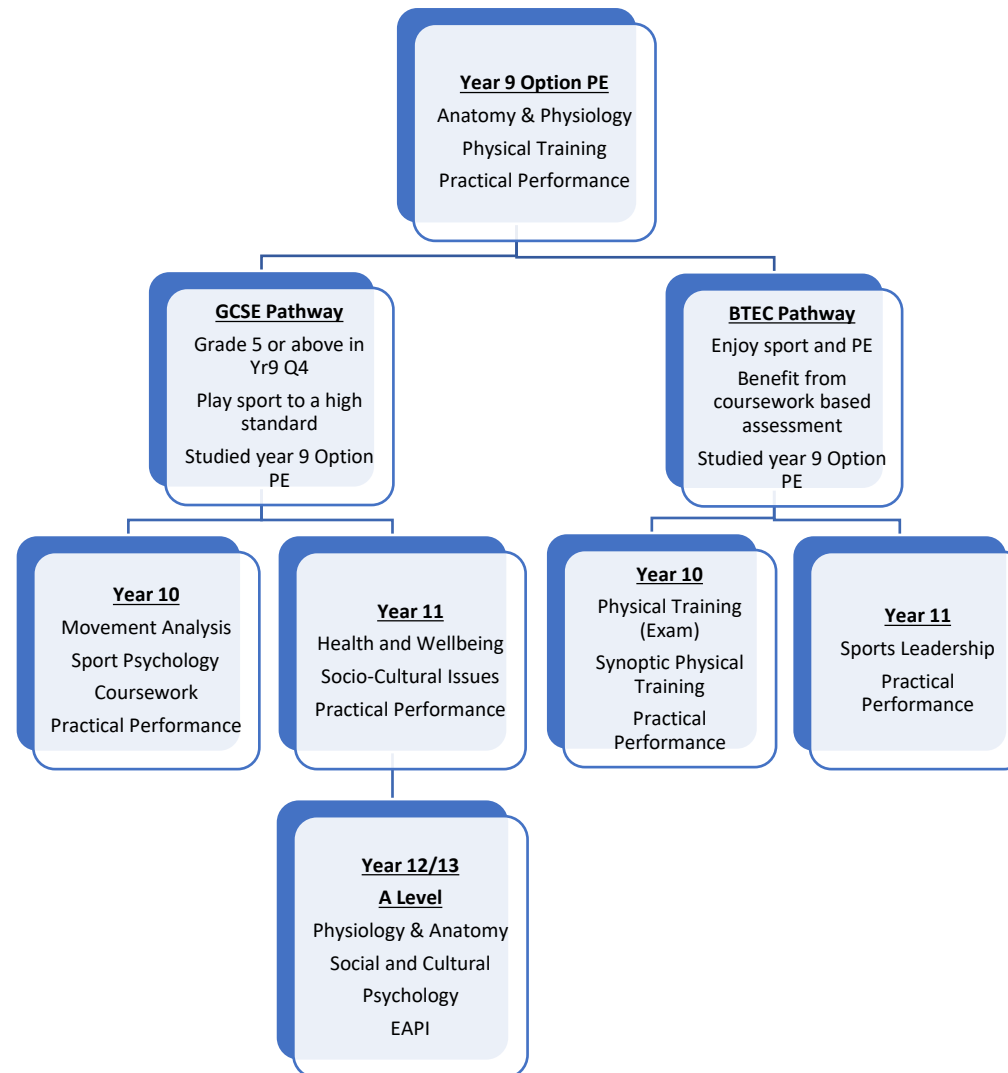 Year 9 Option PE
Anatomy & Physiology
Physical Training
Practical Performance
GCSE Pathway
Grade 5 or above in
Yr9 Q4
Play sport to a high
standard
Studied year 9 Option
PE
BTEC Pathway
Enjoy sport and PE
Benefit from
coursework based
assessment
Studied year 9 Option
PE
Year 10
Movement Analysis
Sport Psychology
Coursework
Practical Performance
Year 11
Health and Wellbeing
Socio-Cultural Issues
Practical Performance
Year 10
Physical Training
(Exam)
Synoptic Physical
Training
Practical
Performance
Year 11
Sports Leadership
Practical
Performance
Year 12/13
A Level
Physiology & Anatomy
Social and Cultural
Psychology
EAPI